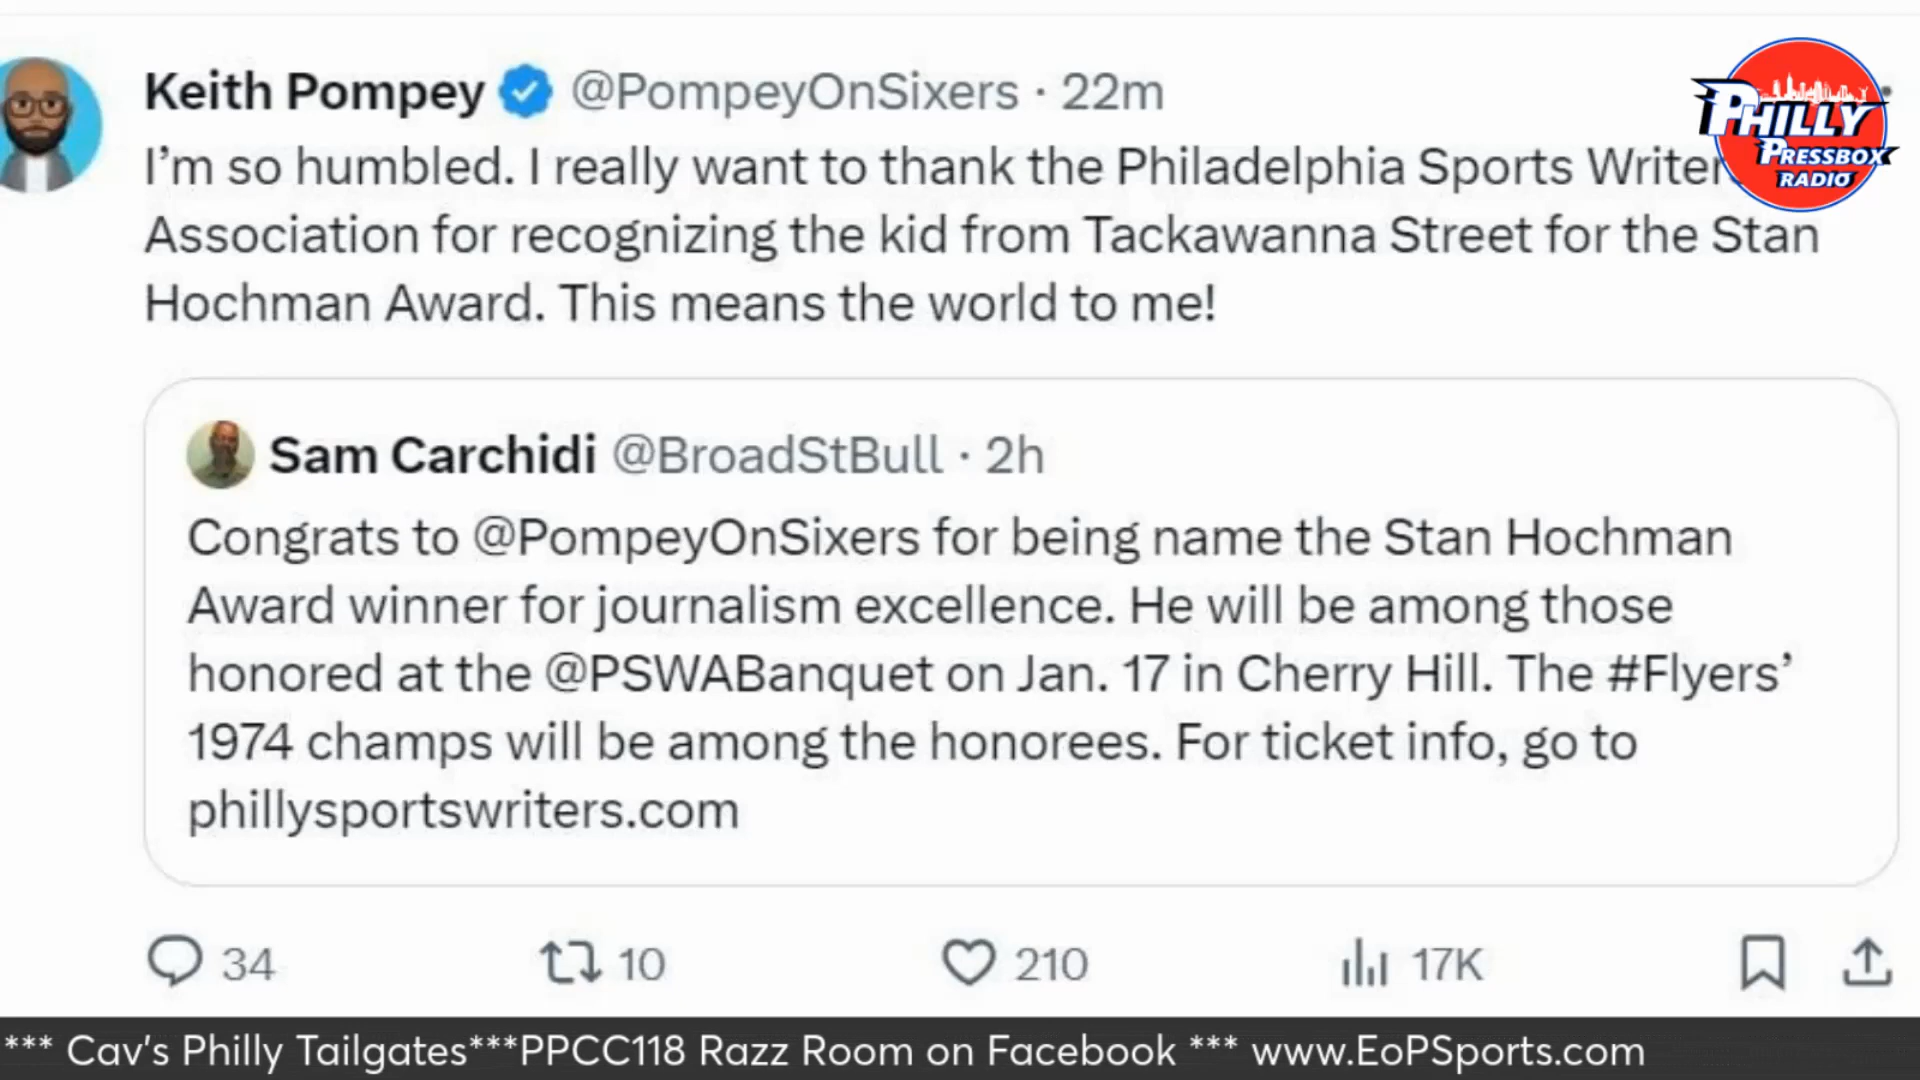 Keith Pompey @PompeyOnSixers · 22m
I’m so humbled. I really want to thank the Philadelphia Sports Writer
Association for recognizing the kid from Tackawanna Street for the Stan
Hochman Award. This means the world to me!
PHILLY
PRESSBOX
RADIO
Sam Carchidi @BroadStBull · 2h
Congrats to @PompeyOnSixers for being name the Stan Hochman
Award winner for journalism excellence. He will be among those
honored at the @PSWABanquet on Jan. 17 in Cherry Hill. The #Flyers’
1974 champs will be among the honorees. For ticket info, go to
phillysportswriters.com
34 10 210 17K
*** Cav's Philly Tailgates***PPCC118 Razz Room on Facebook *** www.EoPSports.com